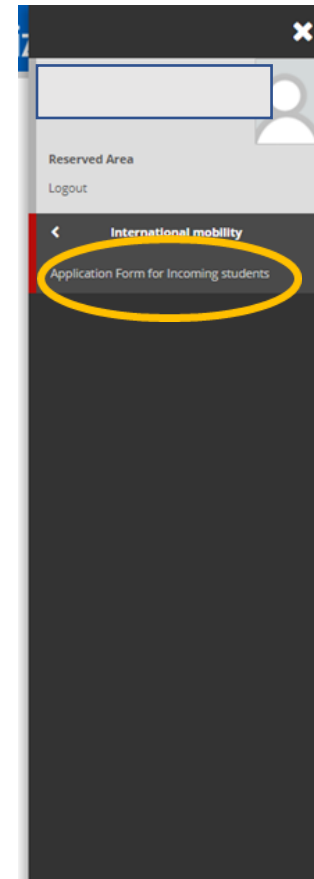 Reserved Area
Logout
International mobility
Application Form for Incoming students